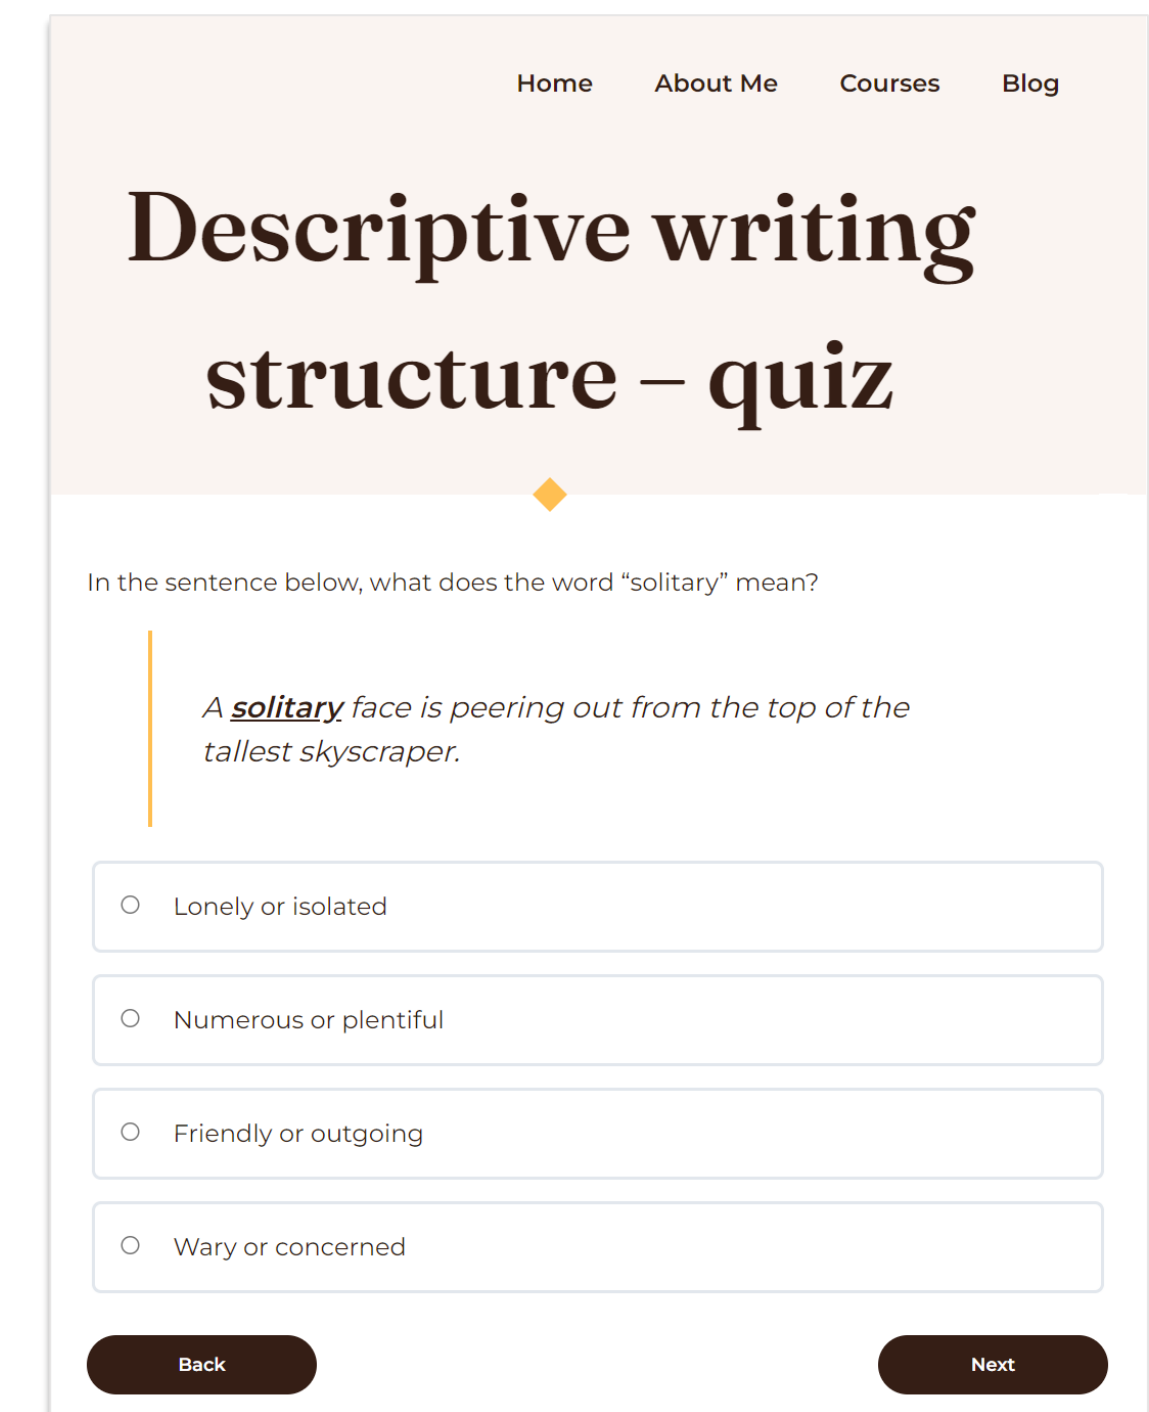 Home About Me Courses Blog
Descriptive writing
structure – quiz
In the sentence below, what does the word “solitary” mean?
A solitary face is peering out from the top of the
tallest skyscraper.
Lonely or isolated
Numerous or plentiful
Friendly or outgoing
Wary or concerned
Back Next